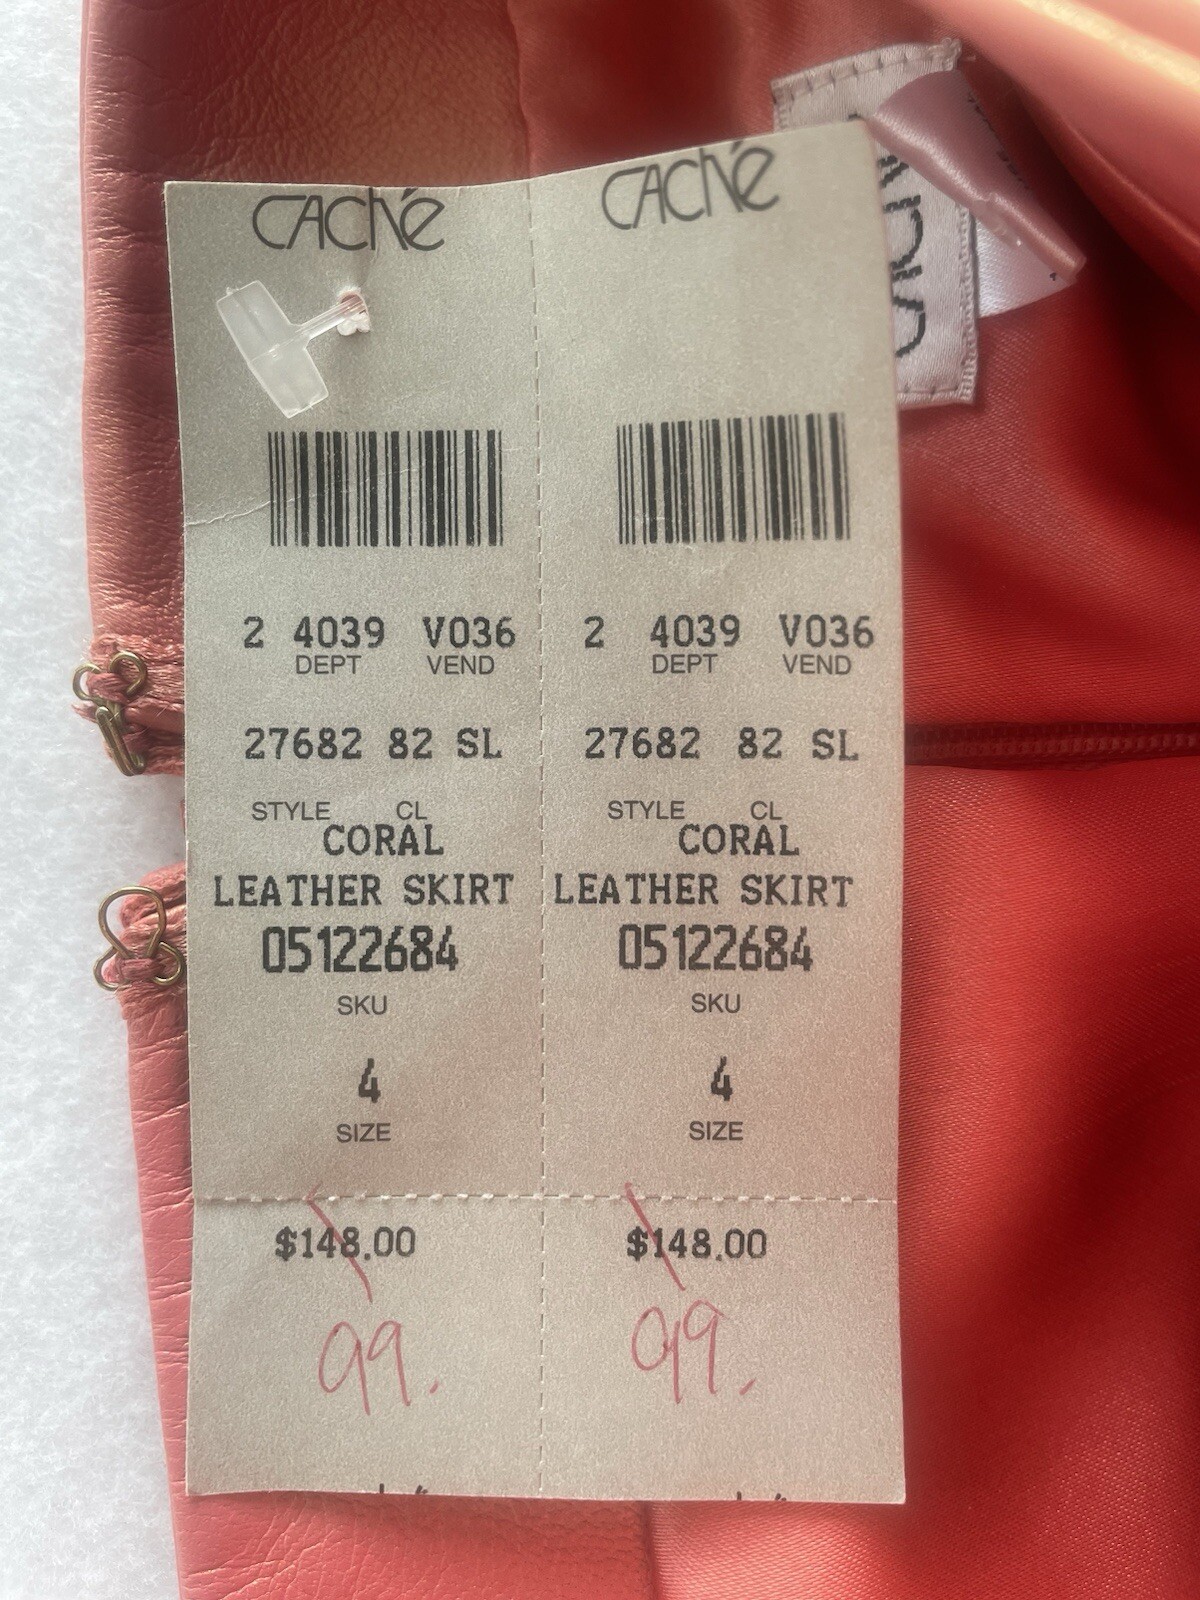 CACHÉ
2 4039 V036
DEPT VEND
27682 82 SL
STYLE CL
CORAL
LEATHER SKIRT
05122684
SKU
4
SIZE
$148.00
99.
CACHÉ
2 4039 V036
DEPT VEND
27682 82 SL
STYLE CL
CORAL
LEATHER SKIRT
05122684
SKU
4
SIZE
$148.00
99.